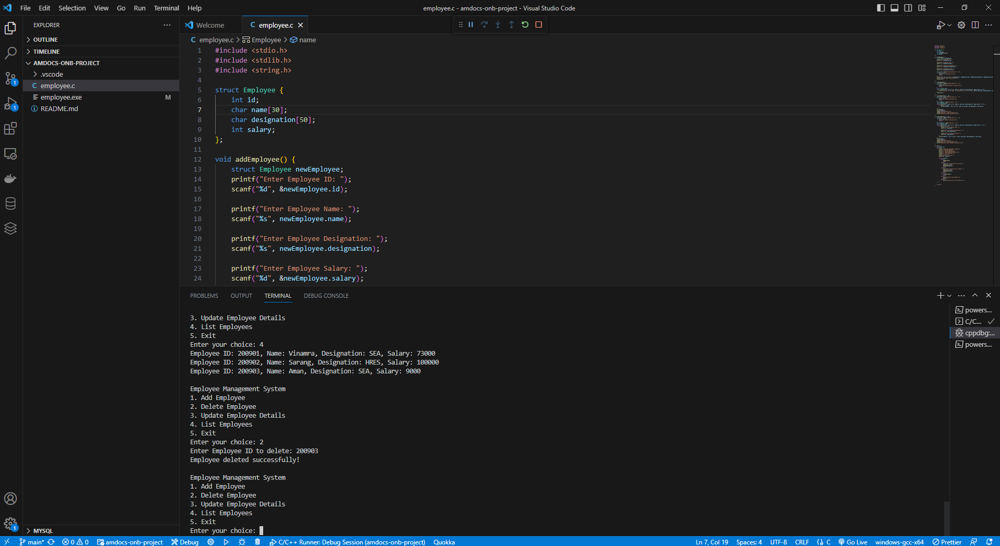 File Edit Selection View Go Run Terminal Help
employee.c - amdocs-onb-project - Visual Studio Code
EXPLORER
OUTLINE
TIMELINE
AMDOCS-ONB-PROJECT
.vscode
C employee.c
employee.exe M
README.md
MYSQL
1
1
1
Welcome
C employee.c
C employee.c > Employee > name
1 #include <stdio.h>
2 #include <stdlib.h>
3 #include <string.h>
4
5 struct Employee {
6 int id;
7 char name[30];
8 char designation[50];
9 int salary;
10 };
11
12 void addEmployee() {
13 struct Employee newEmployee;
14 printf("Enter Employee ID: ");
15 scanf("%d", &newEmployee.id);
16
17 printf("Enter Employee Name: ");
18 scanf("%s", newEmployee.name);
19
20 printf("Enter Employee Designation: ");
21 scanf("%s", newEmployee.designation);
22
23 printf("Enter Employee Salary: ");
24 scanf("%d", &newEmployee.salary);
PROBLEMS OUTPUT TERMINAL DEBUG CONSOLE
3. Update Employee Details
4. List Employees
5. Exit
Enter your choice: 4
Employee ID: 200901, Name: Vinamra, Designation: SEA, Salary: 73000
Employee ID: 200902, Name: Sarang, Designation: HRES, Salary: 100000
Employee ID: 200903, Name: Aman, Designation: SEA, Salary: 9000
Employee Management System
1. Add Employee
2. Delete Employee
3. Update Employee Details
4. List Employees
5. Exit
Enter your choice: 2
Enter Employee ID to delete: 200903
Employee deleted successfully!
Employee Management System
1. Add Employee
2. Delete Employee
3. Update Employee Details
4. List Employees
5. Exit
Enter your choice:
powers...
C/C...
cppdbg:...
powers...
main* 0 0 amdocs-onb-project Debug C/C++ Runner: Debug Session (amdocs-onb-project) Quokka
Ln 7, Col 19 Spaces: 4 UTF-8 CRLF {} C Go Live windows-gcc-x64 Prettier